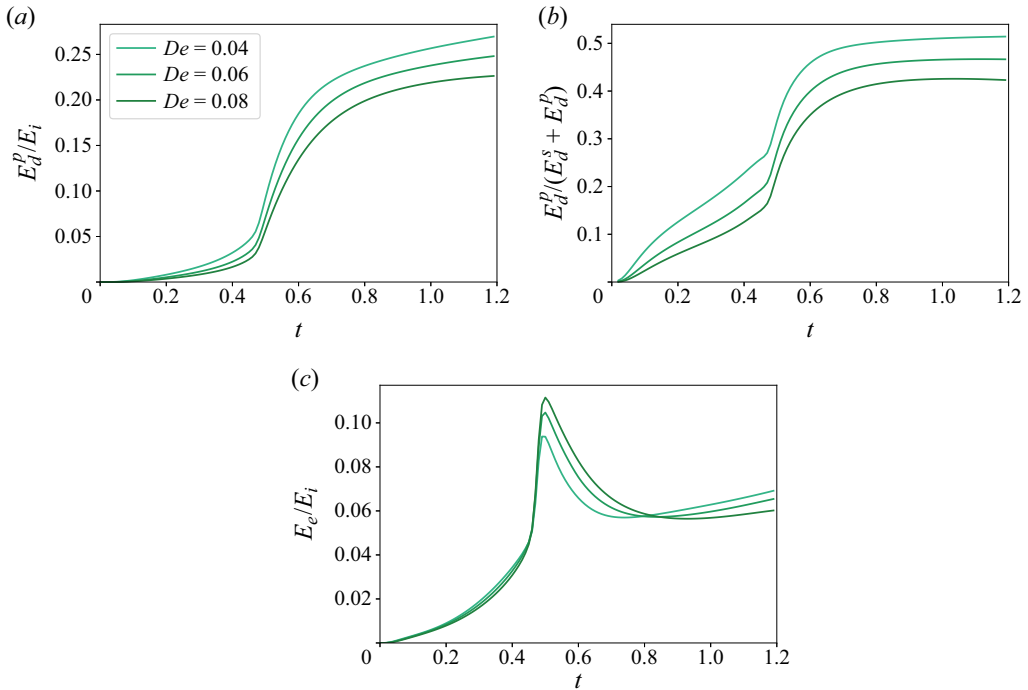 (a)
E_d^p/E_i
0.25
0.20
0.15
0.10
0.05
De = 0.04
De = 0.06
De = 0.08
0 0.2 0.4 0.6 0.8 1.0 1.2
t
(b)
E_d^p/(E_d^s + E_d^p)
0.5
0.4
0.3
0.2
0.1
0 0.2 0.4 0.6 0.8 1.0 1.2
t
(c)
E_e/E_i
0.10
0.08
0.06
0.04
0.02
0 0.2 0.4 0.6 0.8 1.0 1.2
t